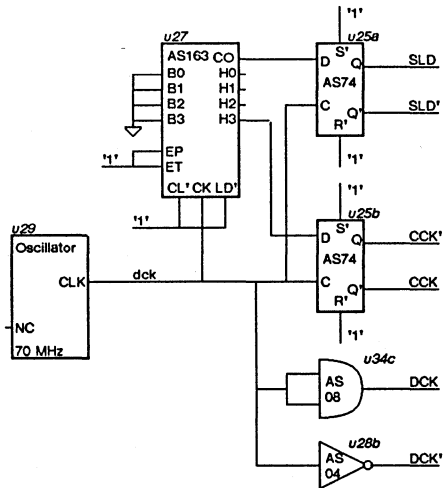 '1'
u27
u25a
AS163 CO
B0 H0
B1 H1
B2 H2
B3 H3
EP
ET
CL' CK LD'
'1'
'1'
S'
D Q
AS74
C Q'
R'
SLD
SLD'
'1'
'1'
u25b
S'
D Q
AS74
C Q'
R'
CCK'
CCK
'1'
u29
Oscillator
CLK
NC
70 MHz
dck
u34c
AS
08
DCK
u28b
AS
04
DCK'